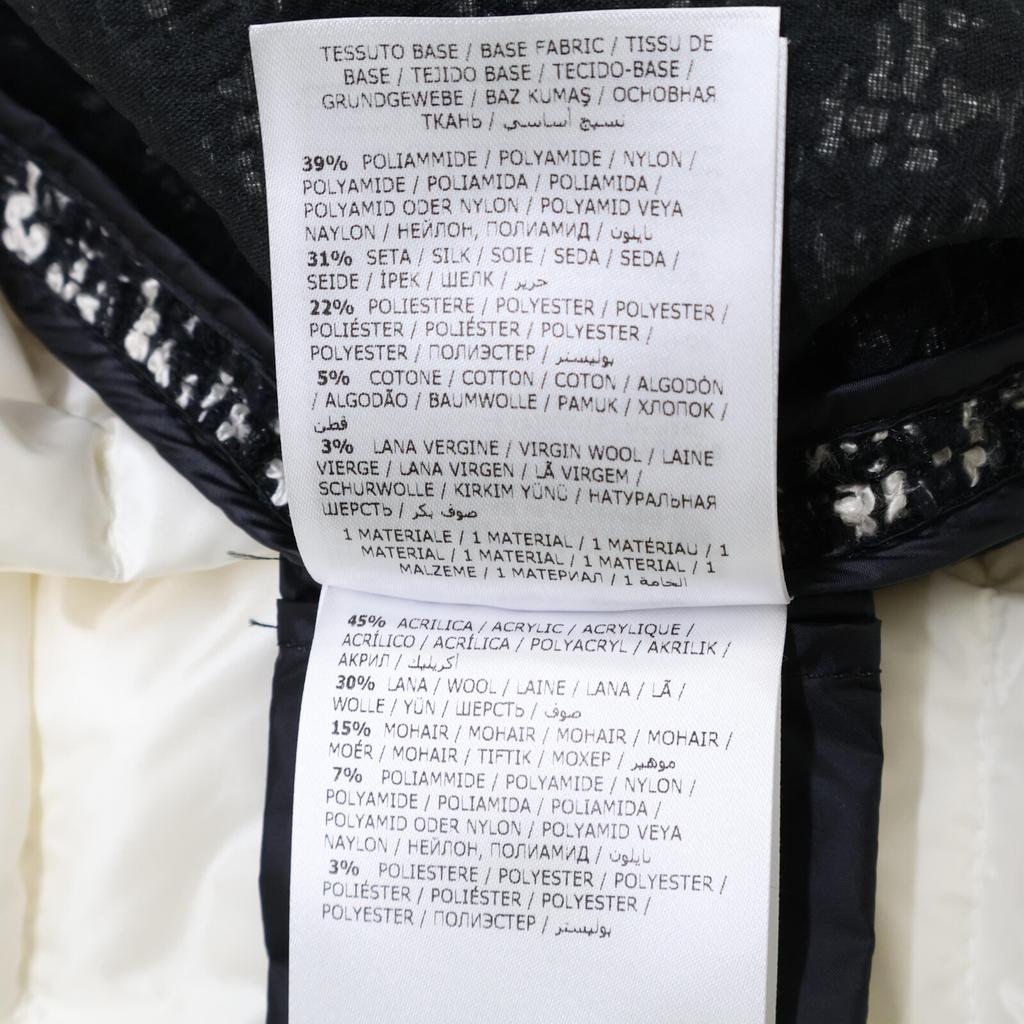 TESSUTO BASE / BASE FABRIC / TISSU DE
BASE / TEJIDO BASE / TECIDO-BASE /
GRUNDGEWEBE / BAZ KUMAŞ / ОСНОВНАЯ
ТКАНЬ / نسيج أساسي
39% POLIAMMIDE / POLYAMIDE / NYLON /
POLYAMIDE / POLIAMIDA / POLIAMIDA /
POLYAMID ODER NYLON / POLYAMID VEYA
NAYLON / НЕЙЛОН, ПОЛИАМИД / نايلون
31% SETA / SILK / SOIE / SEDA / SEDA /
SEIDE / İPEK / ШЕЛК / حرير
22% POLIESTERE / POLYESTER / POLYESTER /
POLIÉSTER / POLIÉSTER / POLYESTER /
POLYESTER / ПОЛИЭСТЕР / بوليستر
5% COTONE / COTTON / COTON / ALGODÓN
/ ALGODÃO / BAUMWOLLE / PAMUK / ХЛОПОК /
قطن
3% LANA VERGINE / VIRGIN WOOL / LAINE
VIERGE / LANA VIRGEN / LÃ VIRGEM /
SCHURWOLLE / KIRKIM YÜNÜ / НАТУРАЛЬНАЯ
ШЕРСТЬ / صوف بكر
1 MATERIALE / 1 MATERIAL / 1 MATÉRIAU / 1
MATERIAL / 1 MATERIAL / 1 MATERIAL / 1
MALZEME / 1 МАТЕРИАЛ / 1 الخامة
45% ACRILICA / ACRYLIC / ACRYLIQUE /
ACRÍLICO / ACRÍLICA / POLYACRYL / AKRILIK /
АКРИЛ / أكريليك
30% LANA / WOOL / LAINE / LANA / LÃ /
WOLLE / YÜN / ШЕРСТЬ / صوف
15% MOHAIR / MOHAIR / MOHAIR / MOHAIR /
MOÉR / MOHAIR / TIFTIK / МОХЕР / موهير
7% POLIAMMIDE / POLYAMIDE / NYLON /
POLYAMIDE / POLIAMIDA / POLIAMIDA /
POLYAMID ODER NYLON / POLYAMID VEYA
NAYLON / НЕЙЛОН, ПОЛИАМИД / نايلون
3% POLIESTERE / POLYESTER / POLYESTER /
POLIÉSTER / POLIÉSTER / POLYESTER /
POLYESTER / ПОЛИЭСТЕР / بوليستر